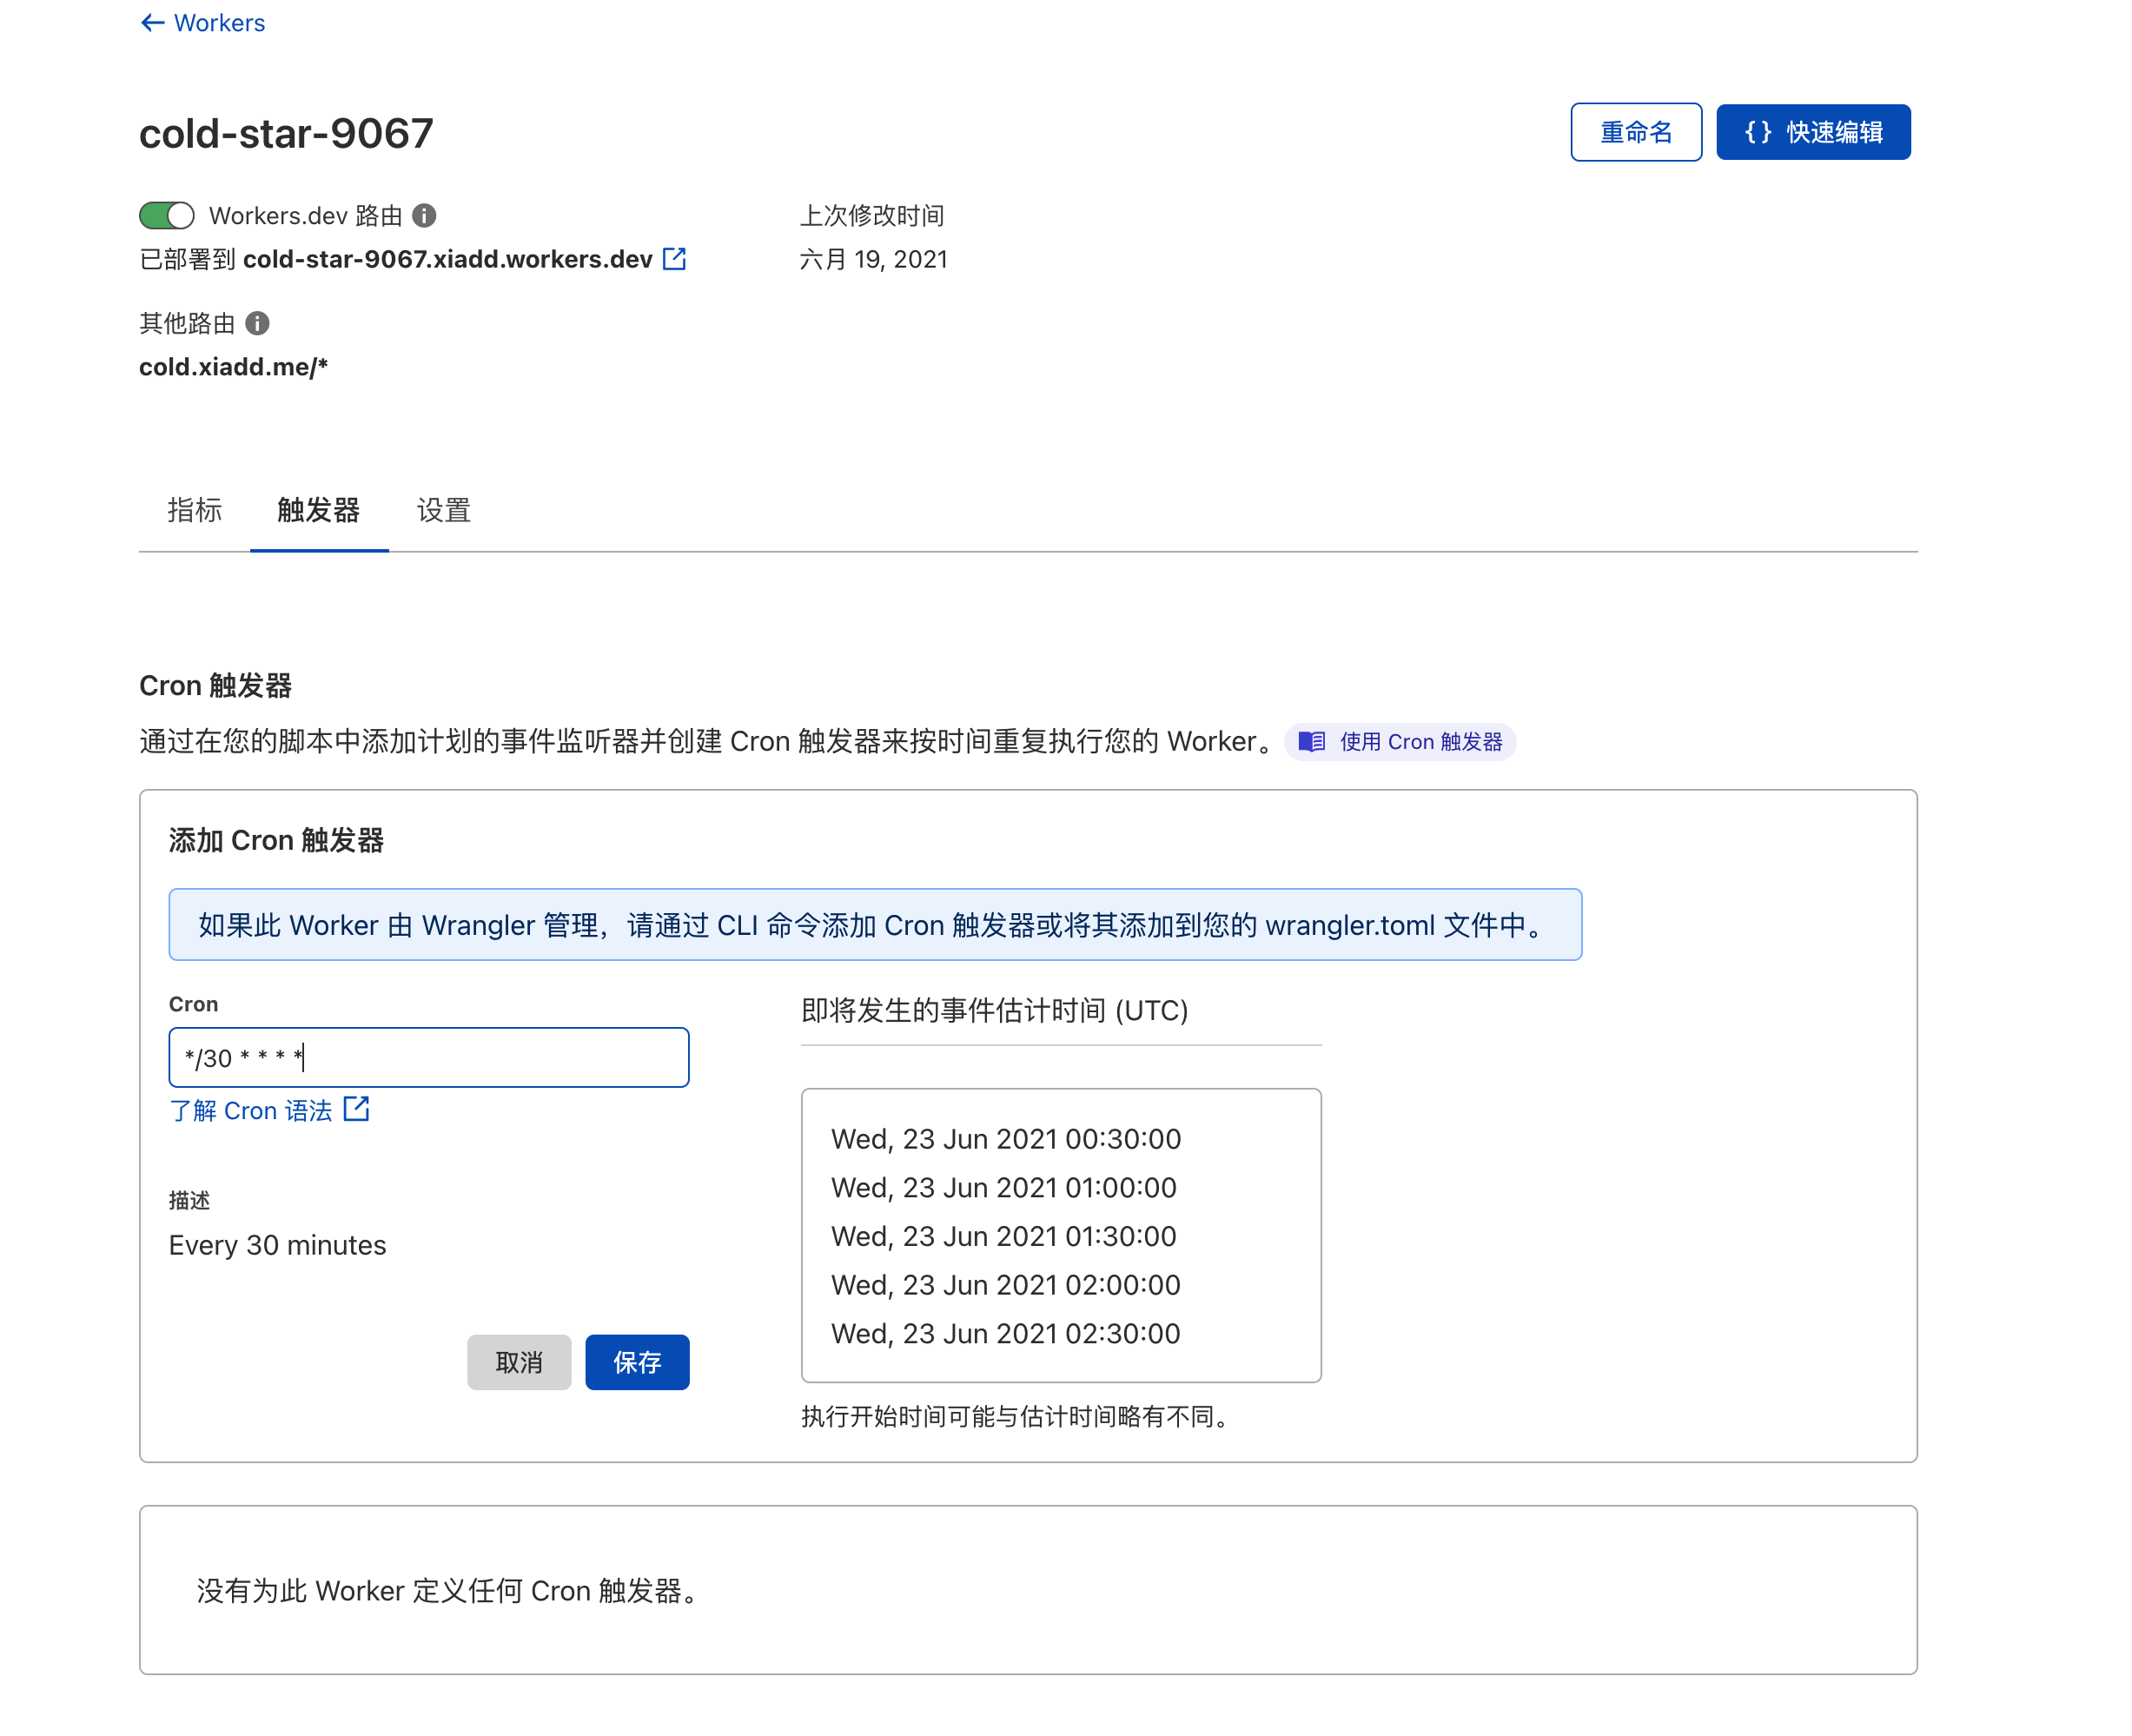 ← Workers
cold-star-9067
重命名
{ } 快速编辑
Workers.dev 路由
上次修改时间
已部署到 cold-star-9067.xiadd.workers.dev
六月 19, 2021
其他路由
cold.xiadd.me/*
指标 触发器 设置
Cron 触发器
通过在您的脚本中添加计划的事件监听器并创建 Cron 触发器来按时间重复执行您的 Worker。 使用 Cron 触发器
添加 Cron 触发器
如果此 Worker 由 Wrangler 管理，请通过 CLI 命令添加 Cron 触发器或将其添加到您的 wrangler.toml 文件中。
Cron
*/30 * * * *
了解 Cron 语法
描述
Every 30 minutes
取消
保存
即将发生的事件估计时间 (UTC)
Wed, 23 Jun 2021 00:30:00
Wed, 23 Jun 2021 01:00:00
Wed, 23 Jun 2021 01:30:00
Wed, 23 Jun 2021 02:00:00
Wed, 23 Jun 2021 02:30:00
执行开始时间可能与估计时间略有不同。
没有为此 Worker 定义任何 Cron 触发器。